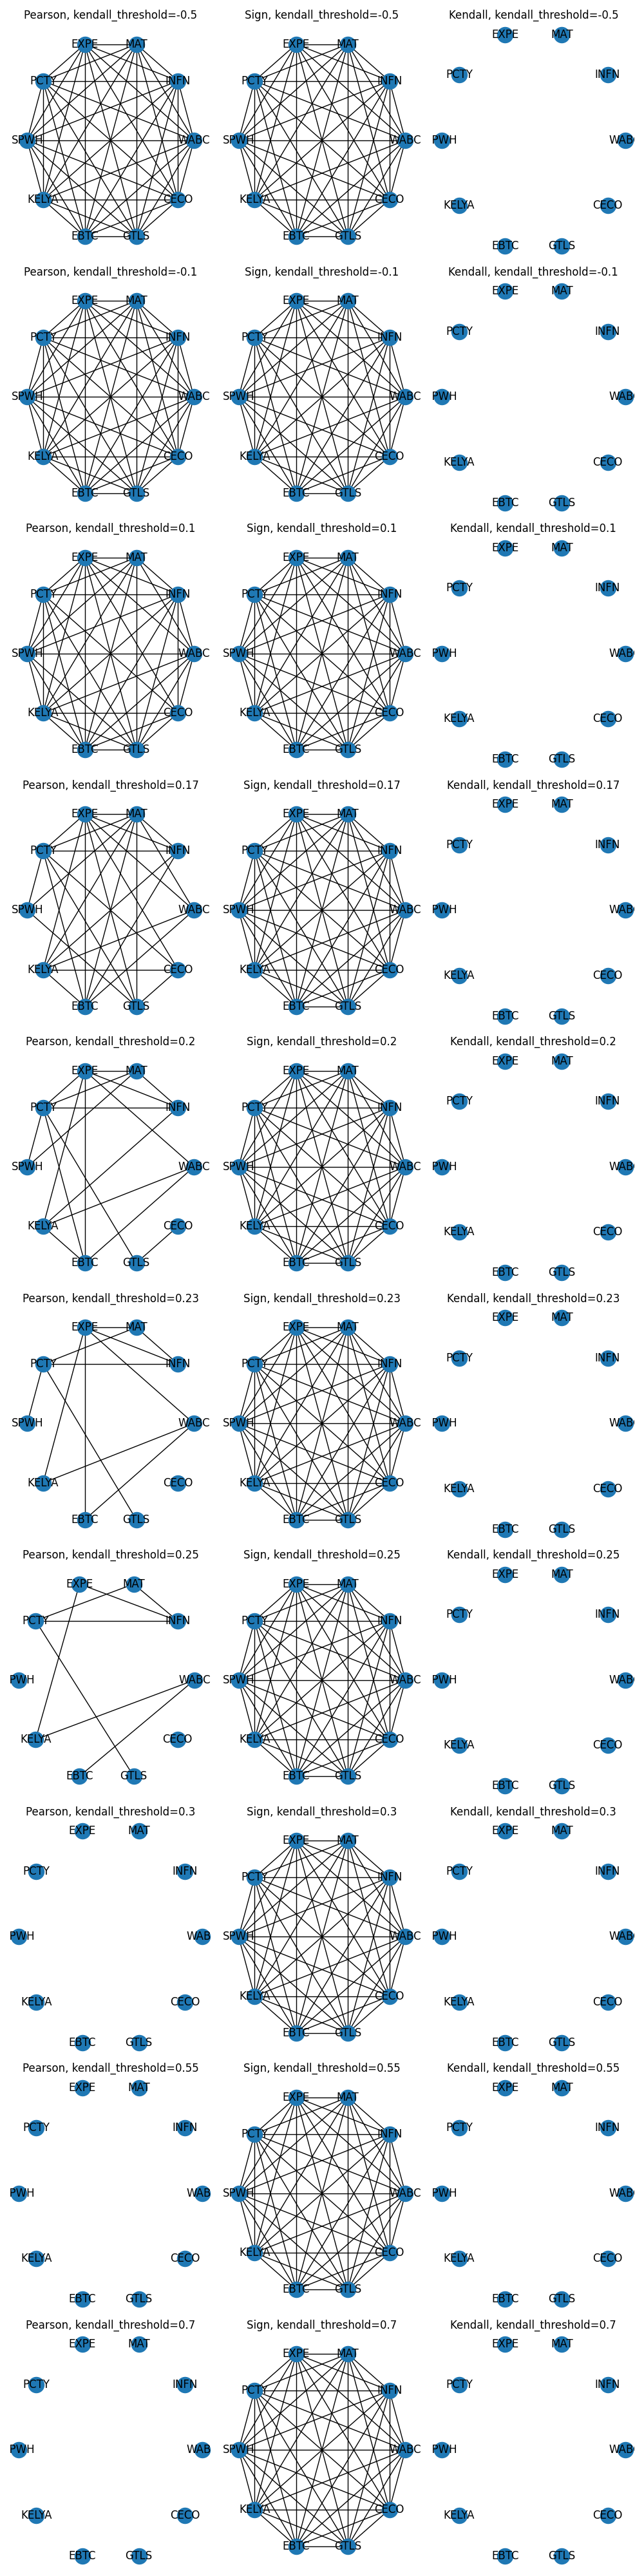 Pearson, kendall_threshold=-0.5 Sign, kendall_threshold=-0.5 Kendall, kendall_threshold=-0.5
EXPE MAT EXPE MAT EXPE MAT
PCTY INFN PCTY INFN PCTY INFN
SPWH WABC SPWH WABC PWH WAB
KELYA CECO KELYA CECO KELYA CECO
EBTC GTLS EBTC GTLS EBTC GTLS
Pearson, kendall_threshold=-0.1 Sign, kendall_threshold=-0.1 Kendall, kendall_threshold=-0.1
EXPE MAT EXPE MAT EXPE MAT
PCTY INFN PCTY INFN PCTY INFN
SPWH WABC SPWH WABC PWH WAB
KELYA CECO KELYA CECO KELYA CECO
EBTC GTLS EBTC GTLS EBTC GTLS
Pearson, kendall_threshold=0.1 Sign, kendall_threshold=0.1 Kendall, kendall_threshold=0.1
EXPE MAT EXPE MAT EXPE MAT
PCTY INFN PCTY INFN PCTY INFN
SPWH WABC SPWH WABC PWH WAB
KELYA CECO KELYA CECO KELYA CECO
EBTC GTLS EBTC GTLS EBTC GTLS
Pearson, kendall_threshold=0.17 Sign, kendall_threshold=0.17 Kendall, kendall_threshold=0.17
EXPE MAT EXPE MAT EXPE MAT
PCTY INFN PCTY INFN PCTY INFN
SPWH WABC SPWH WABC PWH WAB
KELYA CECO KELYA CECO KELYA CECO
EBTC GTLS EBTC GTLS EBTC GTLS
Pearson, kendall_threshold=0.2 Sign, kendall_threshold=0.2 Kendall, kendall_threshold=0.2
EXPE MAT EXPE MAT EXPE MAT
PCTY INFN PCTY INFN PCTY INFN
SPWH WABC SPWH WABC PWH WAB
KELYA CECO KELYA CECO KELYA CECO
EBTC GTLS EBTC GTLS EBTC GTLS
Pearson, kendall_threshold=0.23 Sign, kendall_threshold=0.23 Kendall, kendall_threshold=0.23
EXPE MAT EXPE MAT EXPE MAT
PCTY INFN PCTY INFN PCTY INFN
SPWH WABC SPWH WABC PWH WAB
KELYA CECO KELYA CECO KELYA CECO
EBTC GTLS EBTC GTLS EBTC GTLS
Pearson, kendall_threshold=0.25 Sign, kendall_threshold=0.25 Kendall, kendall_threshold=0.25
EXPE MAT EXPE MAT EXPE MAT
PCTY INFN PCTY INFN PCTY INFN
PWH WABC SPWH WABC PWH WAB
KELYA CECO KELYA CECO KELYA CECO
EBTC GTLS EBTC GTLS EBTC GTLS
Pearson, kendall_threshold=0.3 Sign, kendall_threshold=0.3 Kendall, kendall_threshold=0.3
EXPE MAT EXPE MAT EXPE MAT
PCTY INFN PCTY INFN PCTY INFN
PWH WAB SPWH WABC PWH WAB
KELYA CECO KELYA CECO KELYA CECO
EBTC GTLS EBTC GTLS EBTC GTLS
Pearson, kendall_threshold=0.55 Sign, kendall_threshold=0.55 Kendall, kendall_threshold=0.55
EXPE MAT EXPE MAT EXPE MAT
PCTY INFN PCTY INFN PCTY INFN
PWH WAB SPWH WABC PWH WAB
KELYA CECO KELYA CECO KELYA CECO
EBTC GTLS EBTC GTLS EBTC GTLS
Pearson, kendall_threshold=0.7 Sign, kendall_threshold=0.7 Kendall, kendall_threshold=0.7
EXPE MAT EXPE MAT EXPE MAT
PCTY INFN PCTY INFN PCTY INFN
PWH WAB SPWH WABC PWH WAB
KELYA CECO KELYA CECO KELYA CECO
EBTC GTLS EBTC GTLS EBTC GTLS